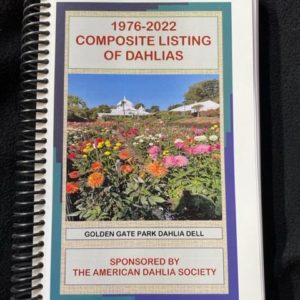 1976-2022
COMPOSITE LISTING
OF DAHLIAS
GOLDEN GATE PARK DAHLIA DELL
SPONSORED BY
THE AMERICAN DAHLIA SOCIETY